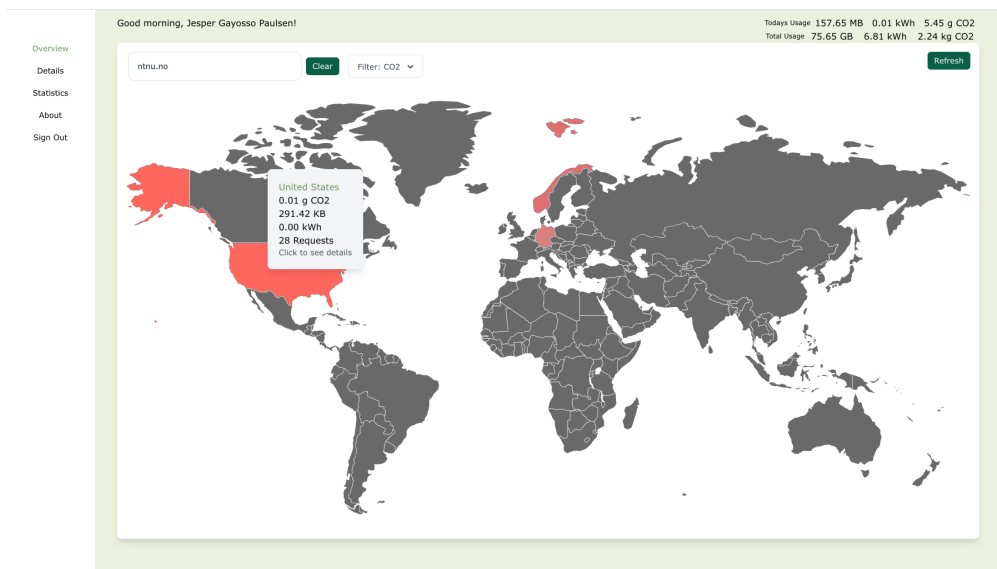 Good morning, Jesper Gayosso Paulsen!
Todays Usage 157.65 MB 0.01 kWh 5.45 g CO2
Total Usage 75.65 GB 6.81 kWh 2.24 kg CO2
Overview
Details
Statistics
About
Sign Out
ntnu.no
Clear
Filter: CO2
Refresh
United States
0.01 g CO2
291.42 KB
0.00 kWh
28 Requests
Click to see details